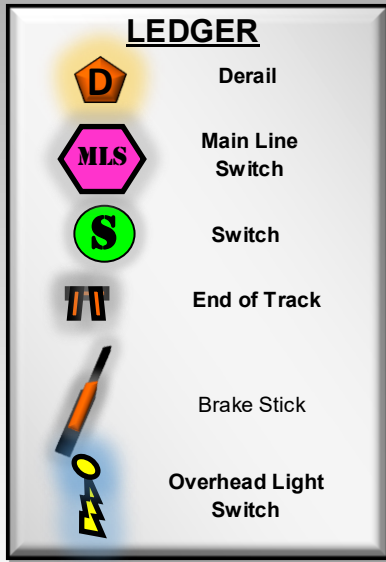 LEDGER
D Derail
MLS Main Line
Switch
S Switch
End of Track
Brake Stick
Overhead Light
Switch